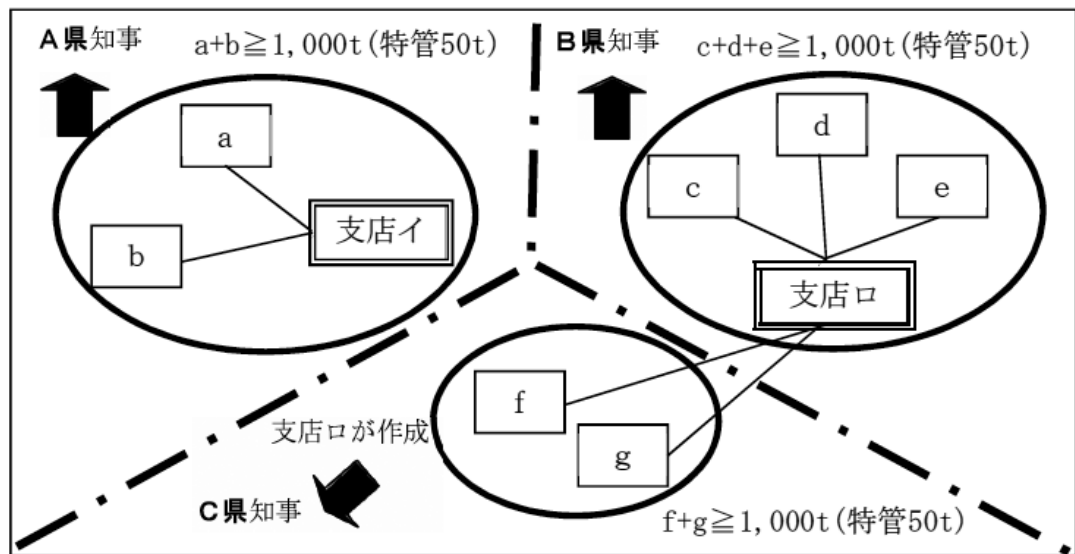 A県知事
a+b≧1,000t(特管50t)
a
b
支店イ
B県知事
c+d+e≧1,000t(特管50t)
d
c
e
支店ロ
f
g
支店ロが作成
C県知事
f+g≧1,000t(特管50t)